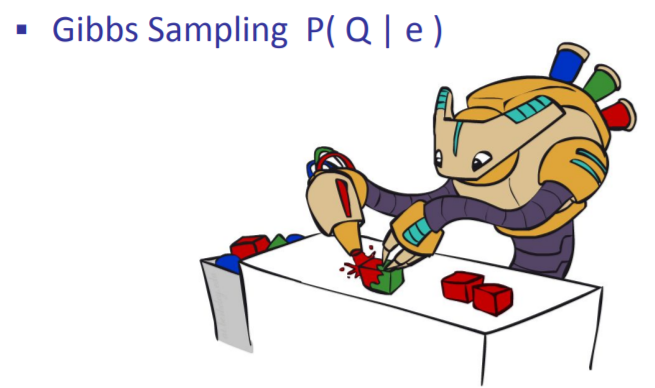 ▪ Gibbs Sampling P( Q | e )